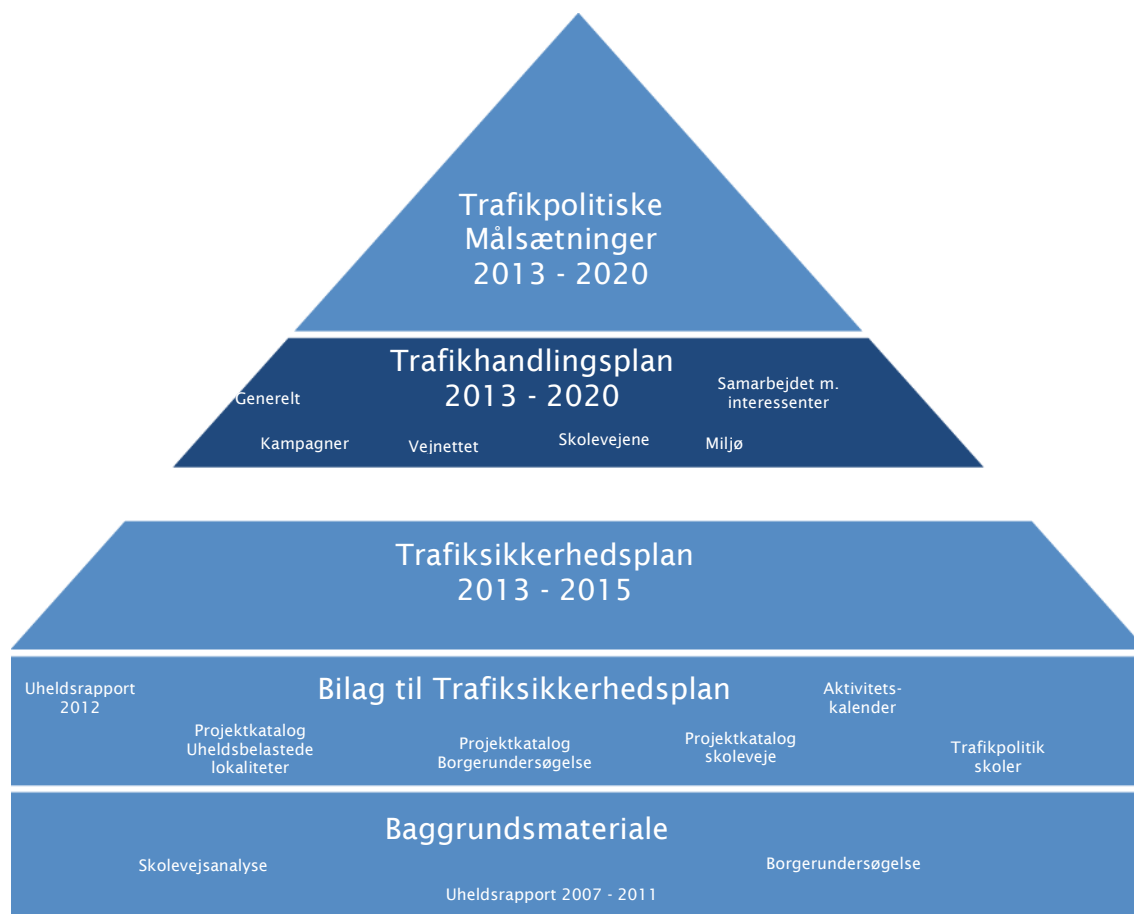 Trafikpolitiske
Målsætninger
2013 - 2020
Trafikhandlingsplan
2013 - 2020
Generelt
Samarbejdet m.
interessenter
Kampagner
Vejnettet
Skolevejene
Miljø
Trafiksikkerhedsplan
2013 - 2015
Bilag til Trafiksikkerhedsplan
Uheldsrapport
2012
Aktivitets-
kalender
Projektkatalog
Uheldsbelastede
lokaliteter
Projektkatalog
Borgerundersøgelse
Projektkatalog
skoleveje
Trafikpolitik
skoler
Baggrundsmateriale
Skolevejsanalyse
Borgerundersøgelse
Uheldsrapport 2007 - 2011